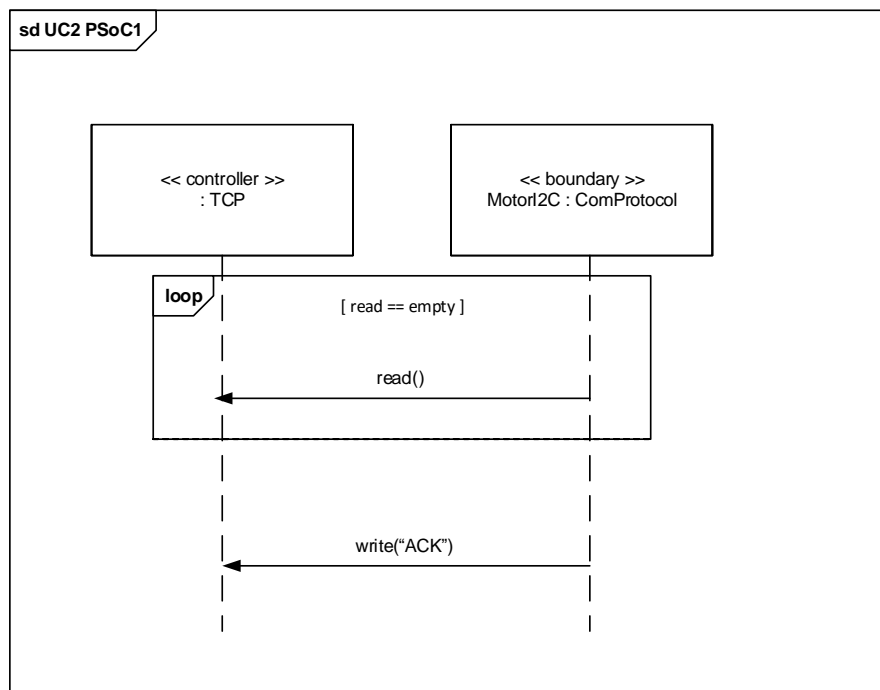 sd UC2 PSoC1
<< controller >>
: TCP
<< boundary >>
MotorI2C : ComProtocol
loop
[ read == empty ]
read()
write(“ACK”)